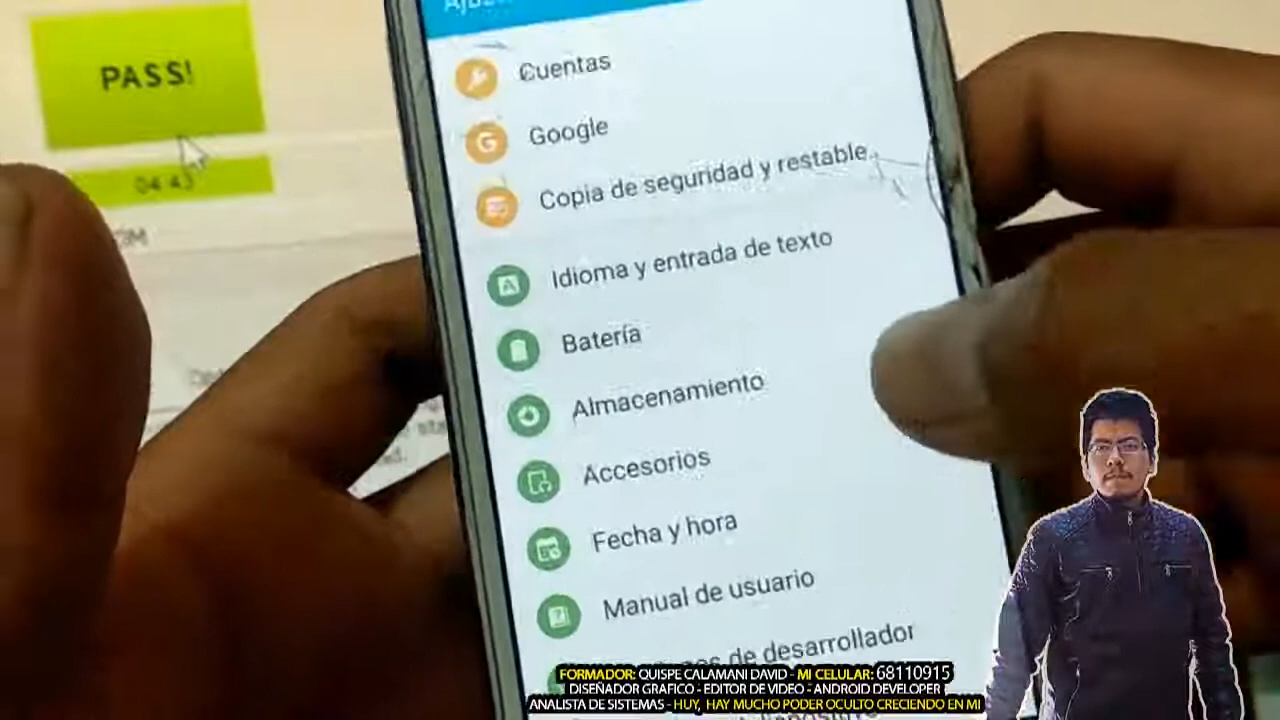 PASS!
04:43
Cuentas
Google
Copia de seguridad y restable..
Idioma y entrada de texto
Batería
Almacenamiento
Accesorios
Fecha y hora
Manual de usuario
de desarrollador
FORMADOR: QUISPE CALAMANI DAVID - MI CELULAR: 68110915
DISEÑADOR GRAFICO - EDITOR DE VIDEO - ANDROID DEVELOPER
ANALISTA DE SISTEMAS - HUY, HAY MUCHO PODER OCULTO CRECIENDO EN MI